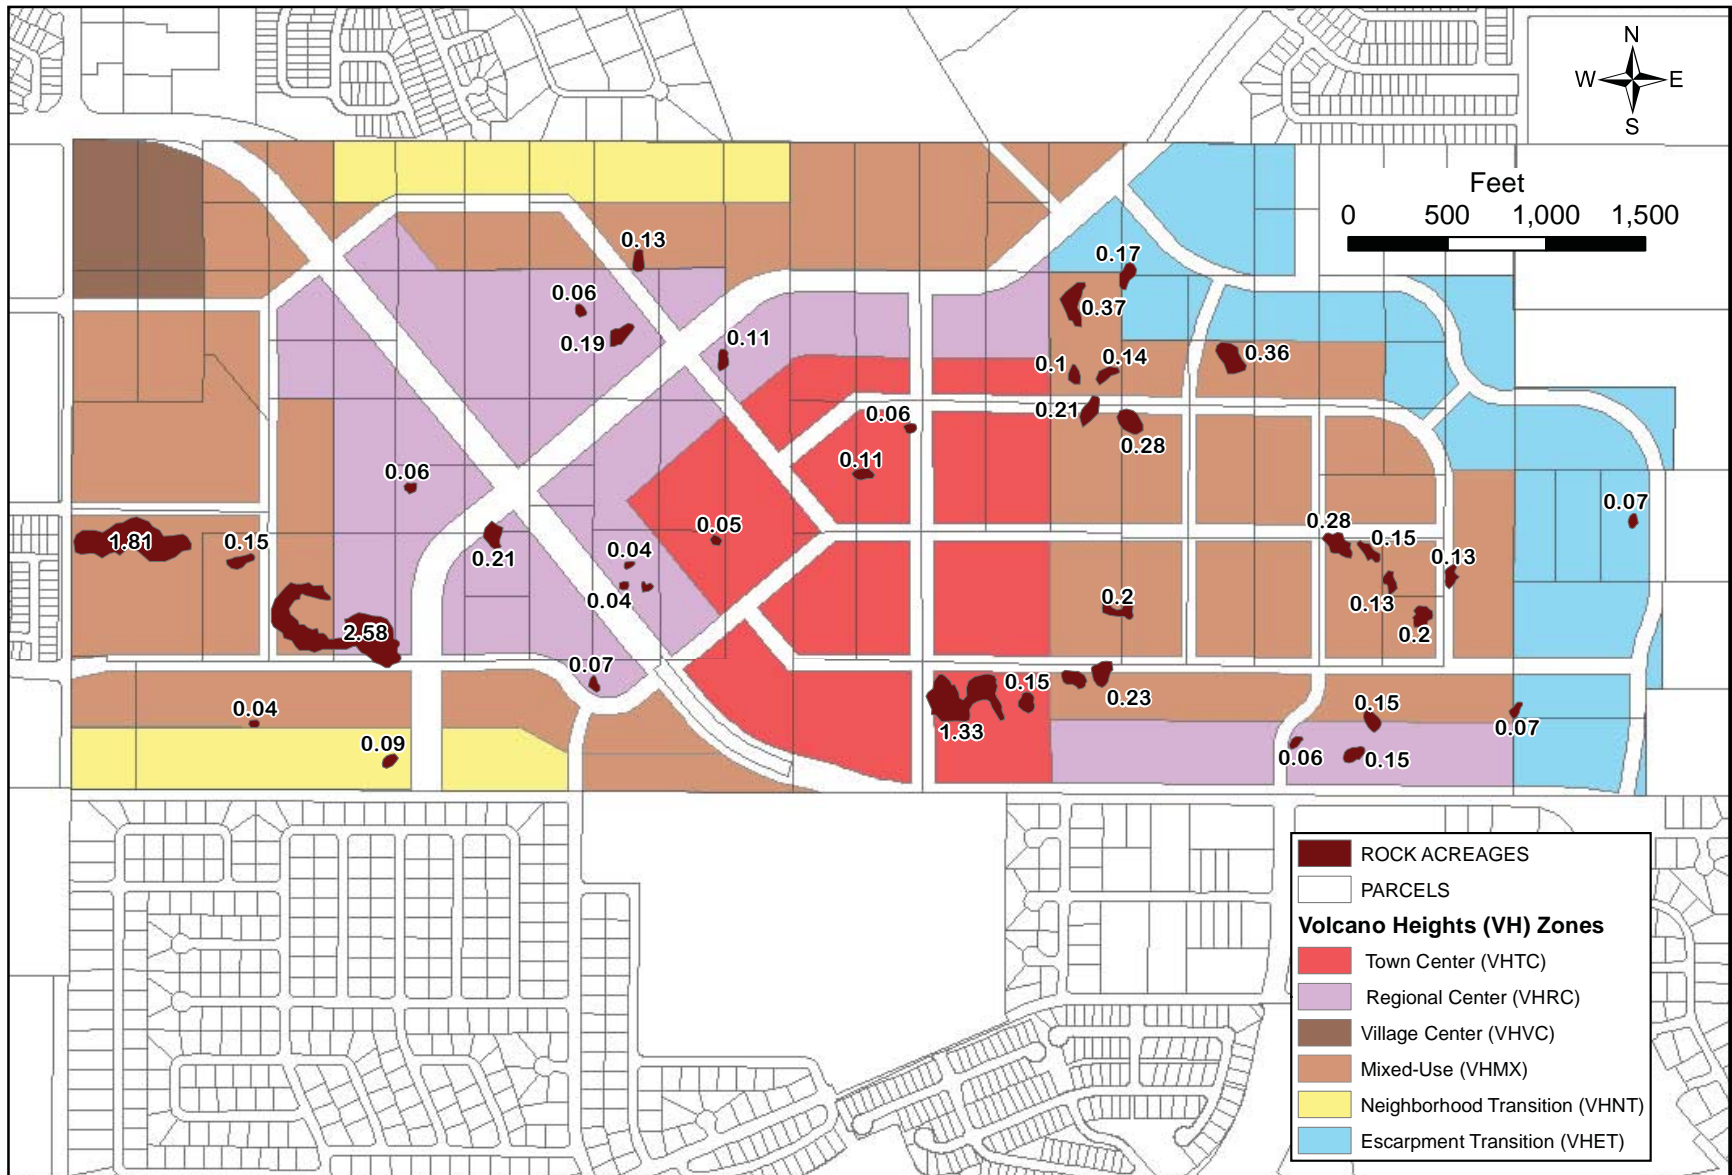 N
W E
S
Feet
0 500 1,000 1,500
0.13
0.17
0.06
0.37
0.19
0.11
0.36
0.1
0.14
0.21
0.06
0.28
0.11
0.06
0.07
0.05
0.28
1.81
0.15
0.21
0.04
0.15
0.13
0.04
0.2
0.13
2.58
0.2
0.07
0.15
0.23
0.04
1.33
0.15
0.07
0.09
0.06
0.15
ROCK ACREAGES
PARCELS
Volcano Heights (VH) Zones
Town Center (VHTC)
Regional Center (VHRC)
Village Center (VHVC)
Mixed-Use (VHMX)
Neighborhood Transition (VHNT)
Escarpment Transition (VHET)